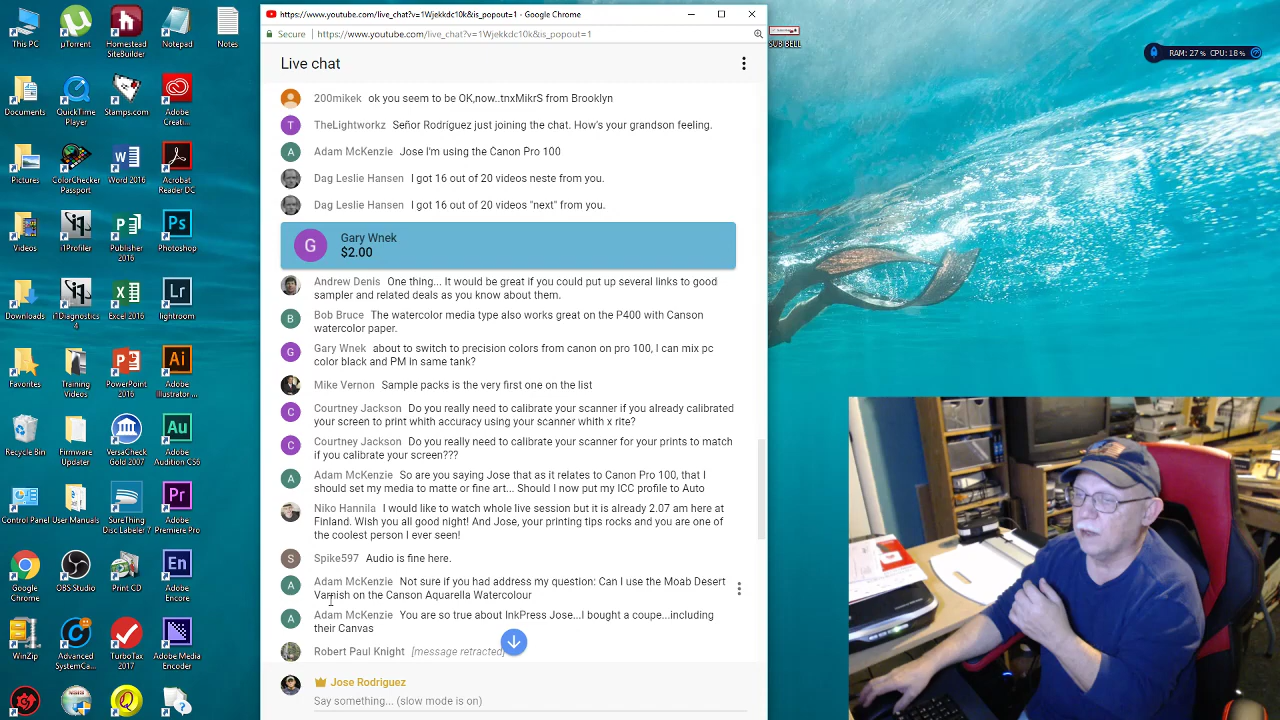 https://www.youtube.com/live_chat?v=1Wjekkdc10k&is_popout=1 - Google Chrome
Secure
https://www.youtube.com/live_chat?v=1Wjekkdc10k&is_popout=1
Live chat
200mikek ok you seem to be OK,now..tnxMikrS from Brooklyn
TheLightworkz Señor Rodríguez just joining the chat. How's your grandson feeling.
Adam McKenzie Jose I'm using the Canon Pro 100
Dag Leslie Hansen I got 16 out of 20 videos neste from you.
Dag Leslie Hansen I got 16 out of 20 videos "next" from you.
G
Gary Wnek
$2.00
Andrew Denis One thing... It would be great if you could put up several links to good
sampler and related deals as you know about them.
Bob Bruce The watercolor media type also works great on the P400 with Canson
watercolor paper.
Gary Wnek about to switch to precision colors from canon on pro 100, I can mix pc
color black and PM in same tank?
Mike Vernon Sample packs is the very first one on the list
Courtney Jackson Do you really need to calibrate your scanner if you already calibrated
your screen to print whith accuracy using your scanner whith x rite?
Courtney Jackson Do you really need to calibrate your scanner for your prints to match
if you calibrate your screen???
Adam McKenzie So are you saying Jose that as it relates to Canon Pro 100, that I
should set my media to matte or fine art... Should I now put my ICC profile to Auto
Niko Hannila I would like to watch whole live session but it is already 2.07 am here at
Finland. Wish you all good night! And Jose, your printing tips rocks and you are one of
the coolest person I ever seen!
Spike597 Audio is fine here.
Adam McKenzie Not sure if you had address my question: Can I use the Moab Desert
Varnish on the Canson Aquarella Watercolour
Adam McKenzie You are so true about InkPress Jose...I bought a coupe...including
their Canvas
Robert Paul Knight [message retracted]
Jose Rodriguez
Say something... (slow mode is on)
This PC
µTorrent
Homestead SiteBuilder
Notepad
Notes
Documents
QuickTime Player
Stamps.com
Adobe Creati...
Pictures
ColorChecker Passport
Word 2016
Acrobat Reader DC
Videos
i1Profiler
Publisher 2016
Photoshop
Downloads
i1Diagnostics 4
Excel 2016
lightroom
Favorites
Training Videos
PowerPoint 2016
Adobe Illustrator ...
Recycle Bin
Firmware Updater
VersaCheck Gold 2007
Adobe Audition CS6
Control Panel
User Manuals
SureThing Disc Labeler 7
Adobe Premiere Pro
Google Chrome
OBS Studio
Print CD
Adobe Encore
WinZip
Advanced SystemCa...
TurboTax 2017
Adobe Media Encoder
SUB BELL
RAM: 27% CPU: 18%